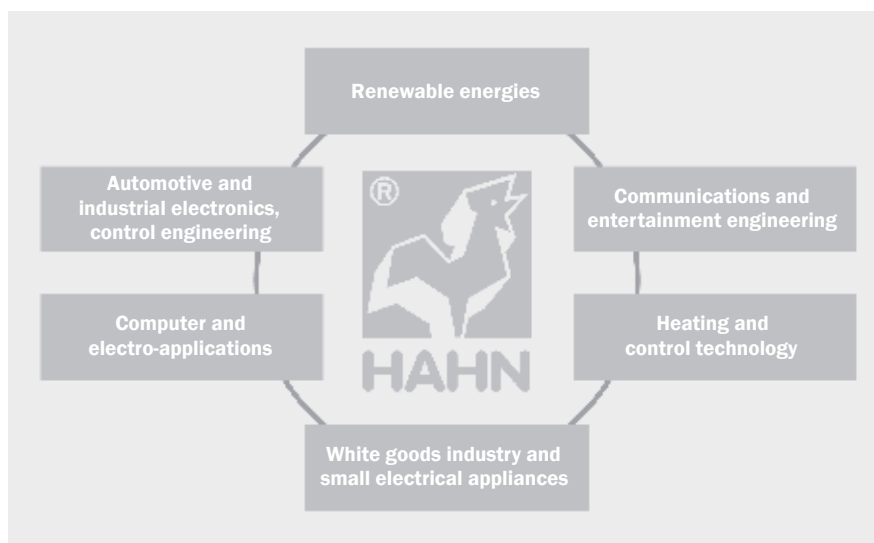 Renewable energies
Automotive and
industrial electronics,
control engineering
Communications and
entertainment engineering
®
HAHN
Computer and
electro-applications
Heating and
control technology
White goods industry and
small electrical appliances